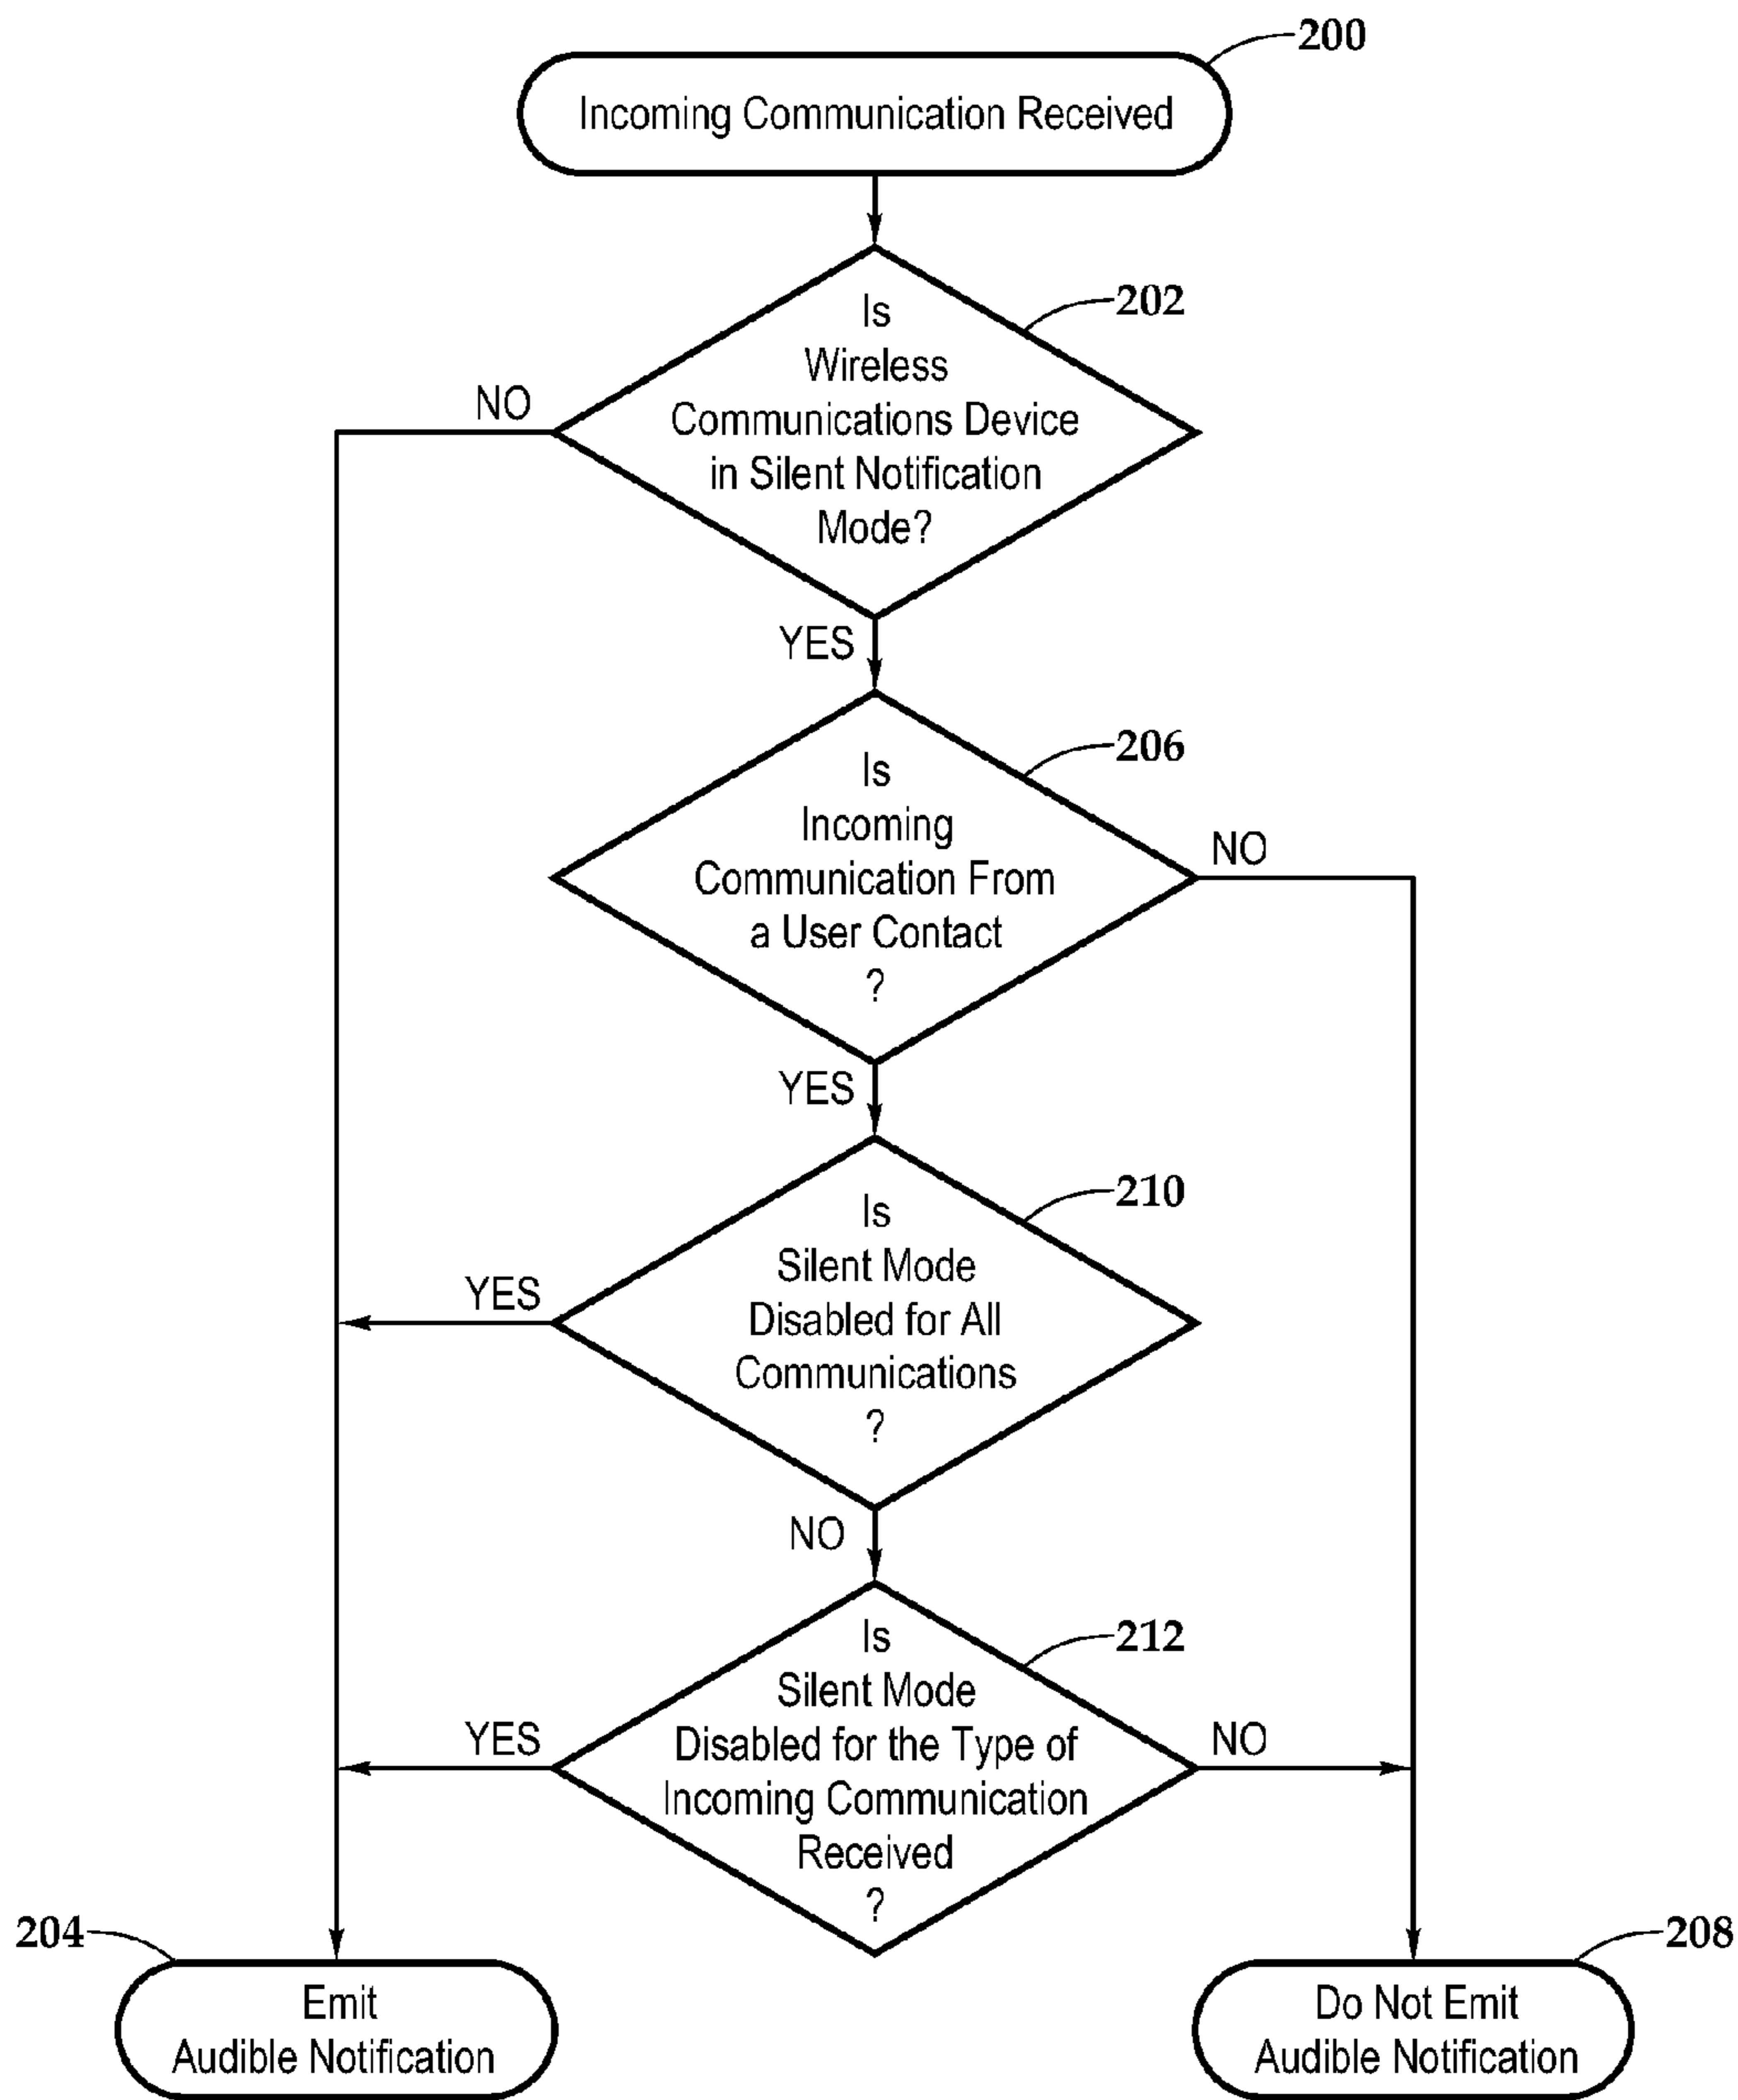 200
Incoming Communication Received
202
Is
Wireless
Communications Device
in Silent Notification
Mode?
NO
YES
206
Is
Incoming
Communication From
a User Contact
?
NO
YES
210
Is
Silent Mode
Disabled for All
Communications
?
YES
NO
212
Is
Silent Mode
Disabled for the Type of
Incoming Communication
Received
?
YES
NO
204
Emit
Audible Notification
208
Do Not Emit
Audible Notification